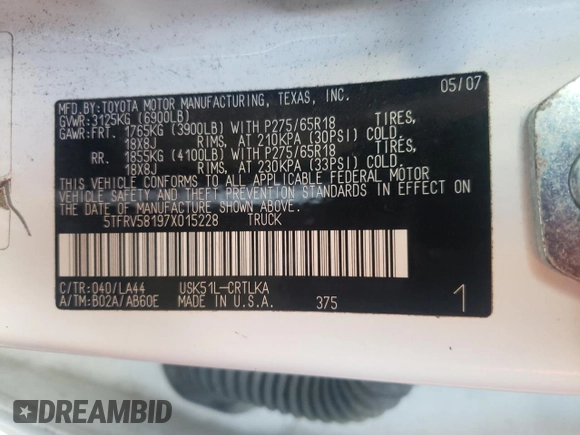 MFD.BY:TOYOTA MOTOR MANUFACTURING, TEXAS, INC. 05/07
GVWR:3125KG (6900LB)
GAWR:FRT. 1765KG (3900LB) WITH P275/65R18 TIRES,
18X8J RIMS, AT 210KPA (30PSI) COLD.
RR. 1855KG (4100LB) WITH P275/65R18 TIRES,
18X8J RIMS, AT 230KPA (33PSI) COLD.
THIS VEHICLE CONFORMS TO ALL APPLICABLE FEDERAL MOTOR
VEHICLE SAFETY AND THEFT PREVENTION STANDARDS IN EFFECT ON THE
DATE OF MANUFACTURE SHOWN ABOVE.
5TFRV58197X015228 TRUCK
C/TR:040/LA44 USK51L-CRTLKA
A/TM:B02A/AB60E MADE IN U.S.A. 375 1
DREAMBID